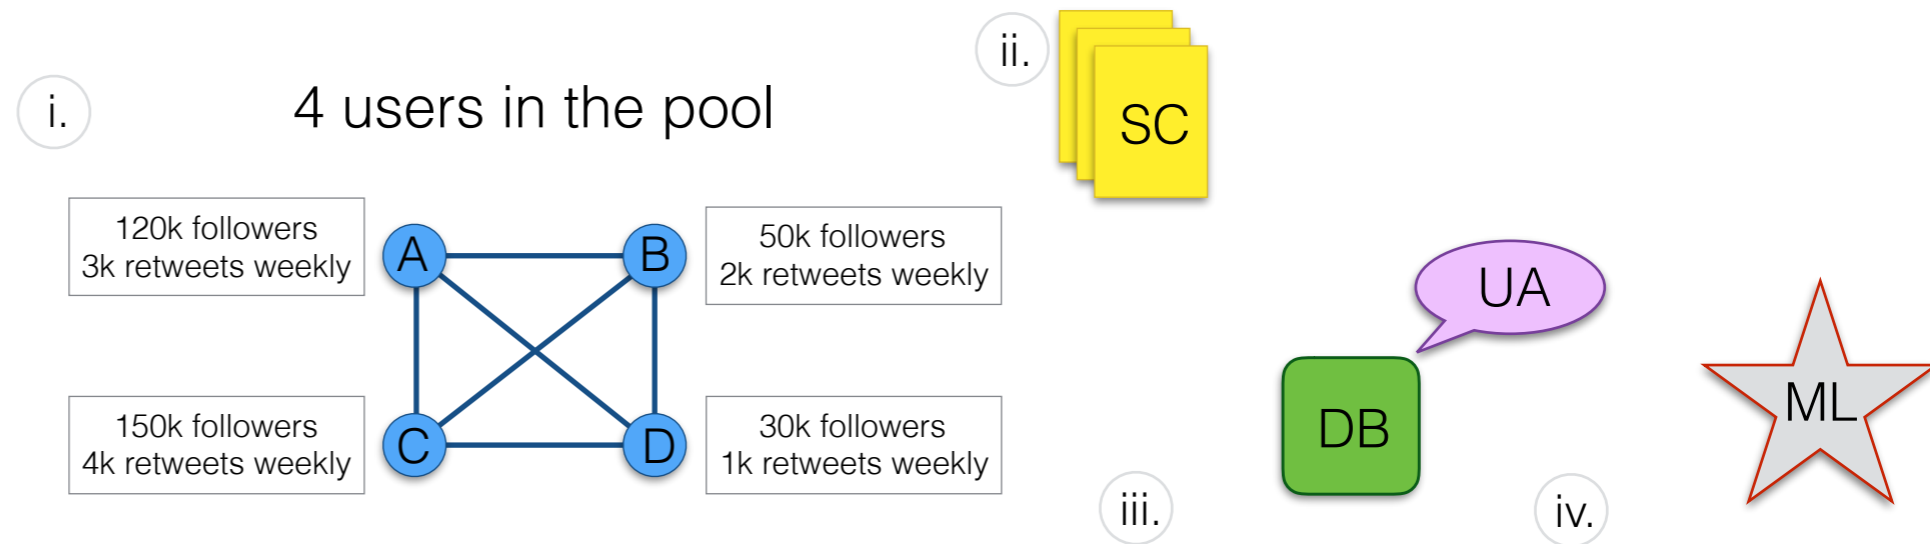 i.
4 users in the pool
120k followers
3k retweets weekly
A
B
50k followers
2k retweets weekly
150k followers
4k retweets weekly
C
D
30k followers
1k retweets weekly
ii.
SC
iii.
UA
DB
iv.
ML